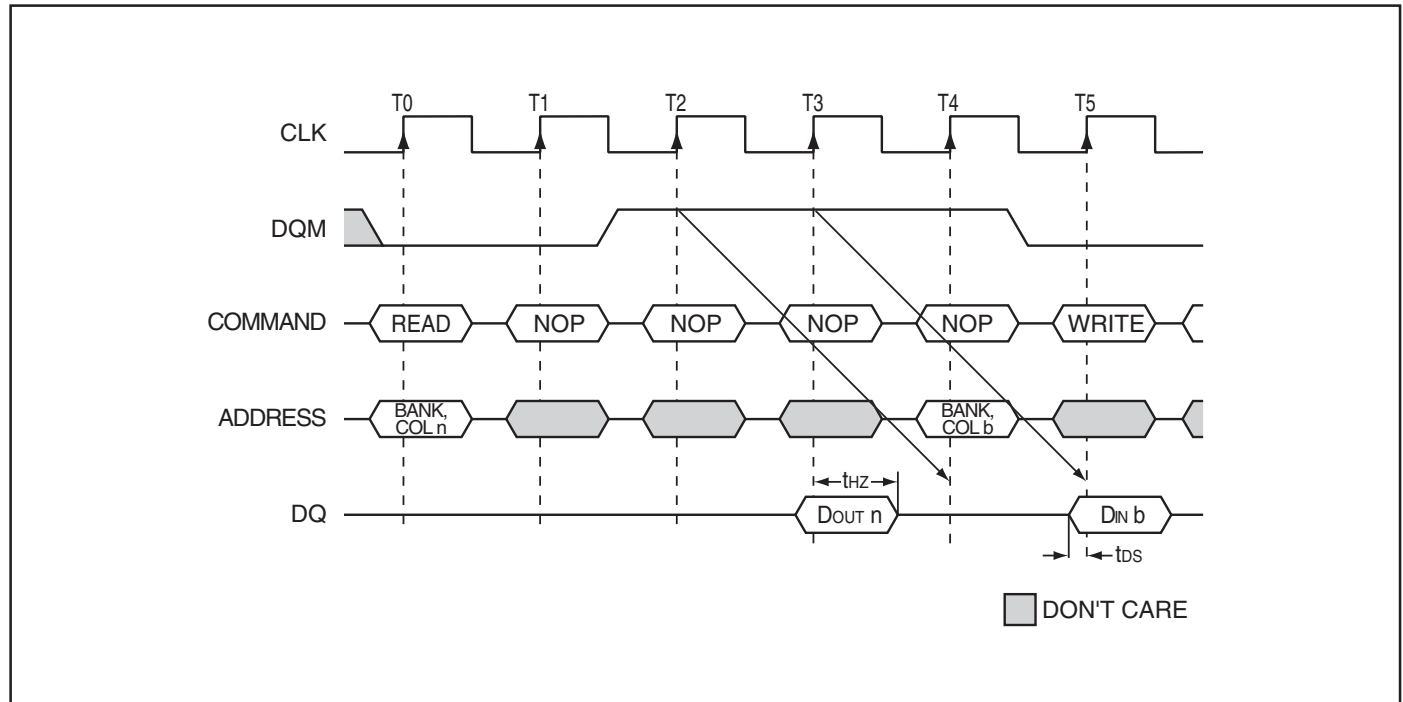 T0 T1 T2 T3 T4 T5
CLK
DQM
COMMAND READ NOP NOP NOP NOP WRITE
ADDRESS BANK, COL n BANK, COL b
tHZ
DQ DOUT n DIN b
tDS
DON'T CARE